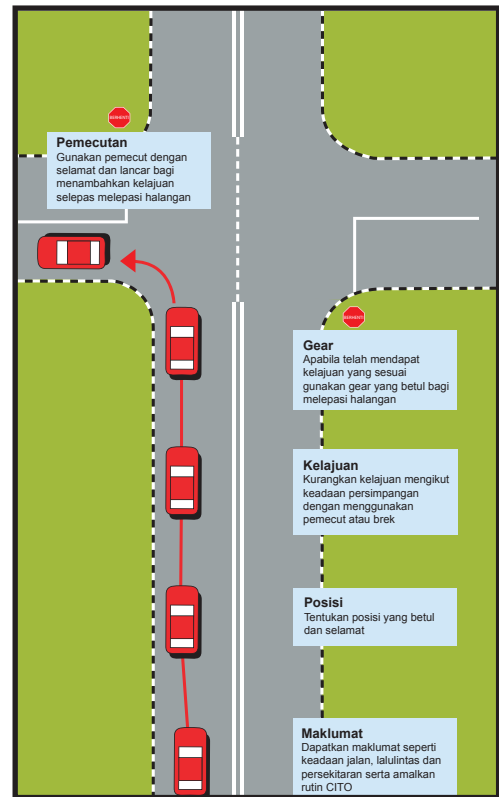 BERHENTI
Pemecutan
Gunakan pemecut dengan
selamat dan lancar bagi
menambahkan kelajuan
selepas melepasi halangan
BERHENTI
Gear
Apabila telah mendapat
kelajuan yang sesuai
gunakan gear yang betul bagi
melepasi halangan
Kelajuan
Kurangkan kelajuan mengikut
keadaan persimpangan
dengan menggunakan
pemecut atau brek
Posisi
Tentukan posisi yang betul
dan selamat
Maklumat
Dapatkan maklumat seperti
keadaan jalan, lalulintas dan
persekitaran serta amalkan
rutin CITO